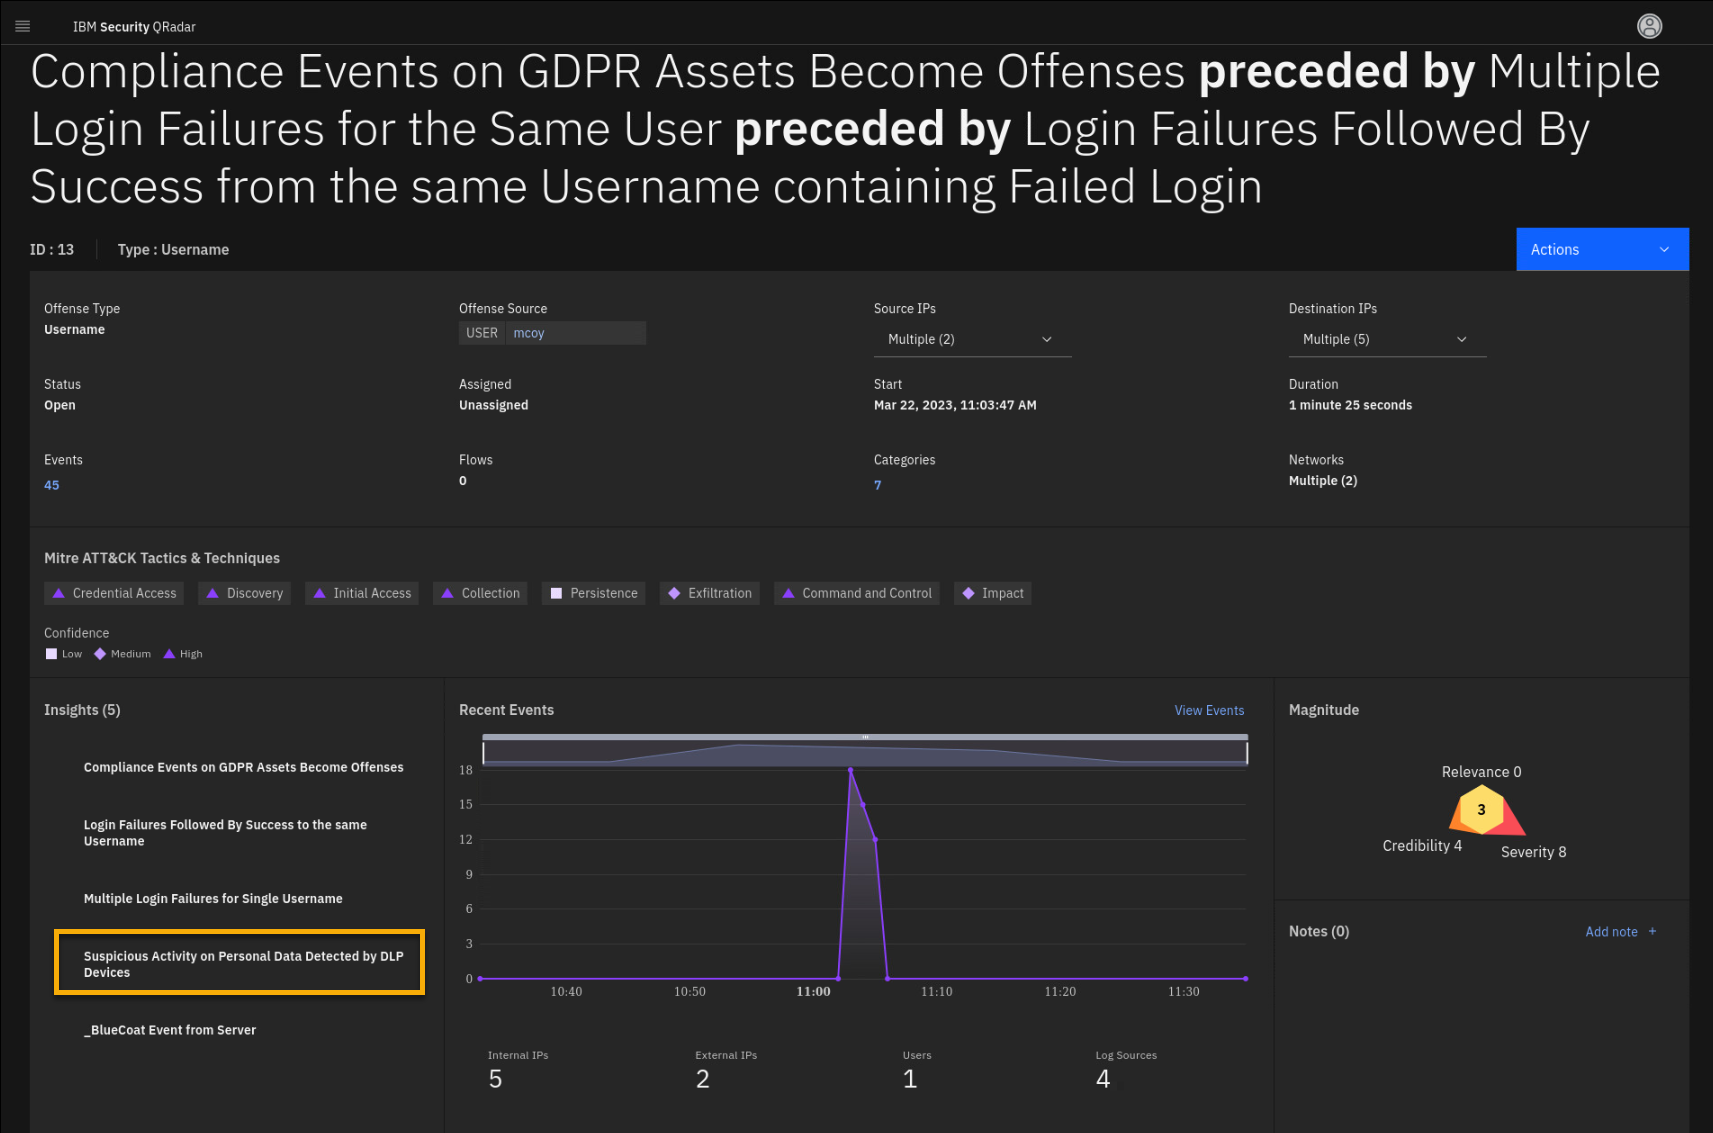 IBM Security QRadar
Compliance Events on GDPR Assets Become Offenses preceded by Multiple
Login Failures for the Same User preceded by Login Failures Followed By
Success from the same Username containing Failed Login
ID : 13 Type : Username
Actions
Offense Type
Username
Offense Source
USER mcoy
Source IPs
Multiple (2)
Destination IPs
Multiple (5)
Status
Open
Assigned
Unassigned
Start
Mar 22, 2023, 11:03:47 AM
Duration
1 minute 25 seconds
Events
45
Flows
0
Categories
7
Networks
Multiple (2)
Mitre ATT&CK Tactics & Techniques
Credential Access Discovery Initial Access Collection Persistence Exfiltration Command and Control Impact
Confidence
Low Medium High
Insights (5)
Compliance Events on GDPR Assets Become Offenses
Login Failures Followed By Success to the same
Username
Multiple Login Failures for Single Username
Suspicious Activity on Personal Data Detected by DLP
Devices
_BlueCoat Event from Server
Recent Events
View Events
18
15
12
9
6
3
0
10:40 10:50 11:00 11:10 11:20 11:30
Internal IPs
5
External IPs
2
Users
1
Log Sources
4
Magnitude
Relevance 0
3
Credibility 4
Severity 8
Notes (0)
Add note +